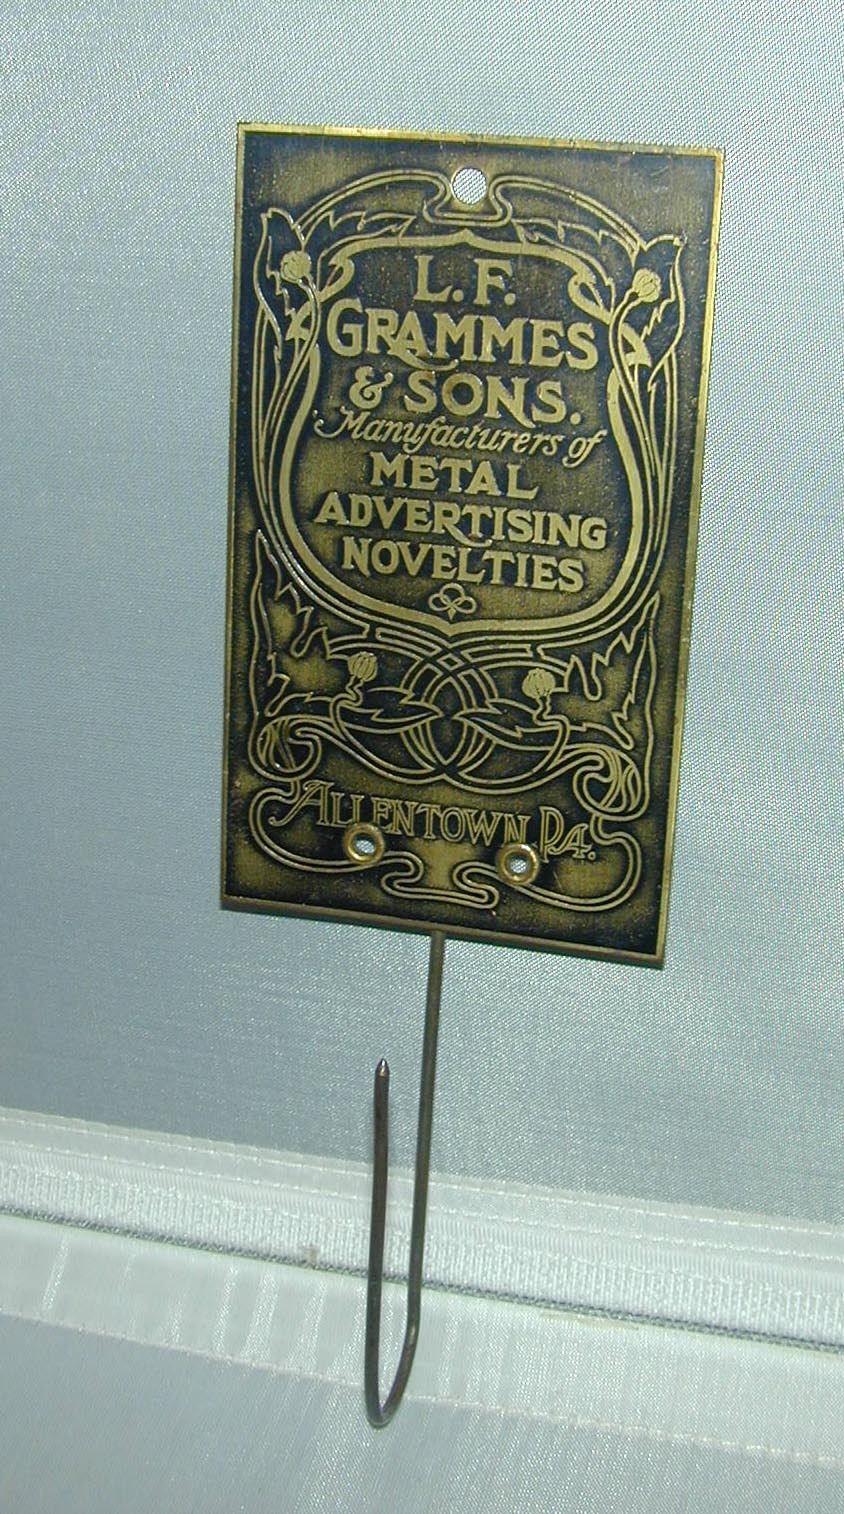 L. F.
GRAMMES
& SONS.
Manufacturers of
METAL
ADVERTISING
NOVELTIES
ALLENTOWN PA.